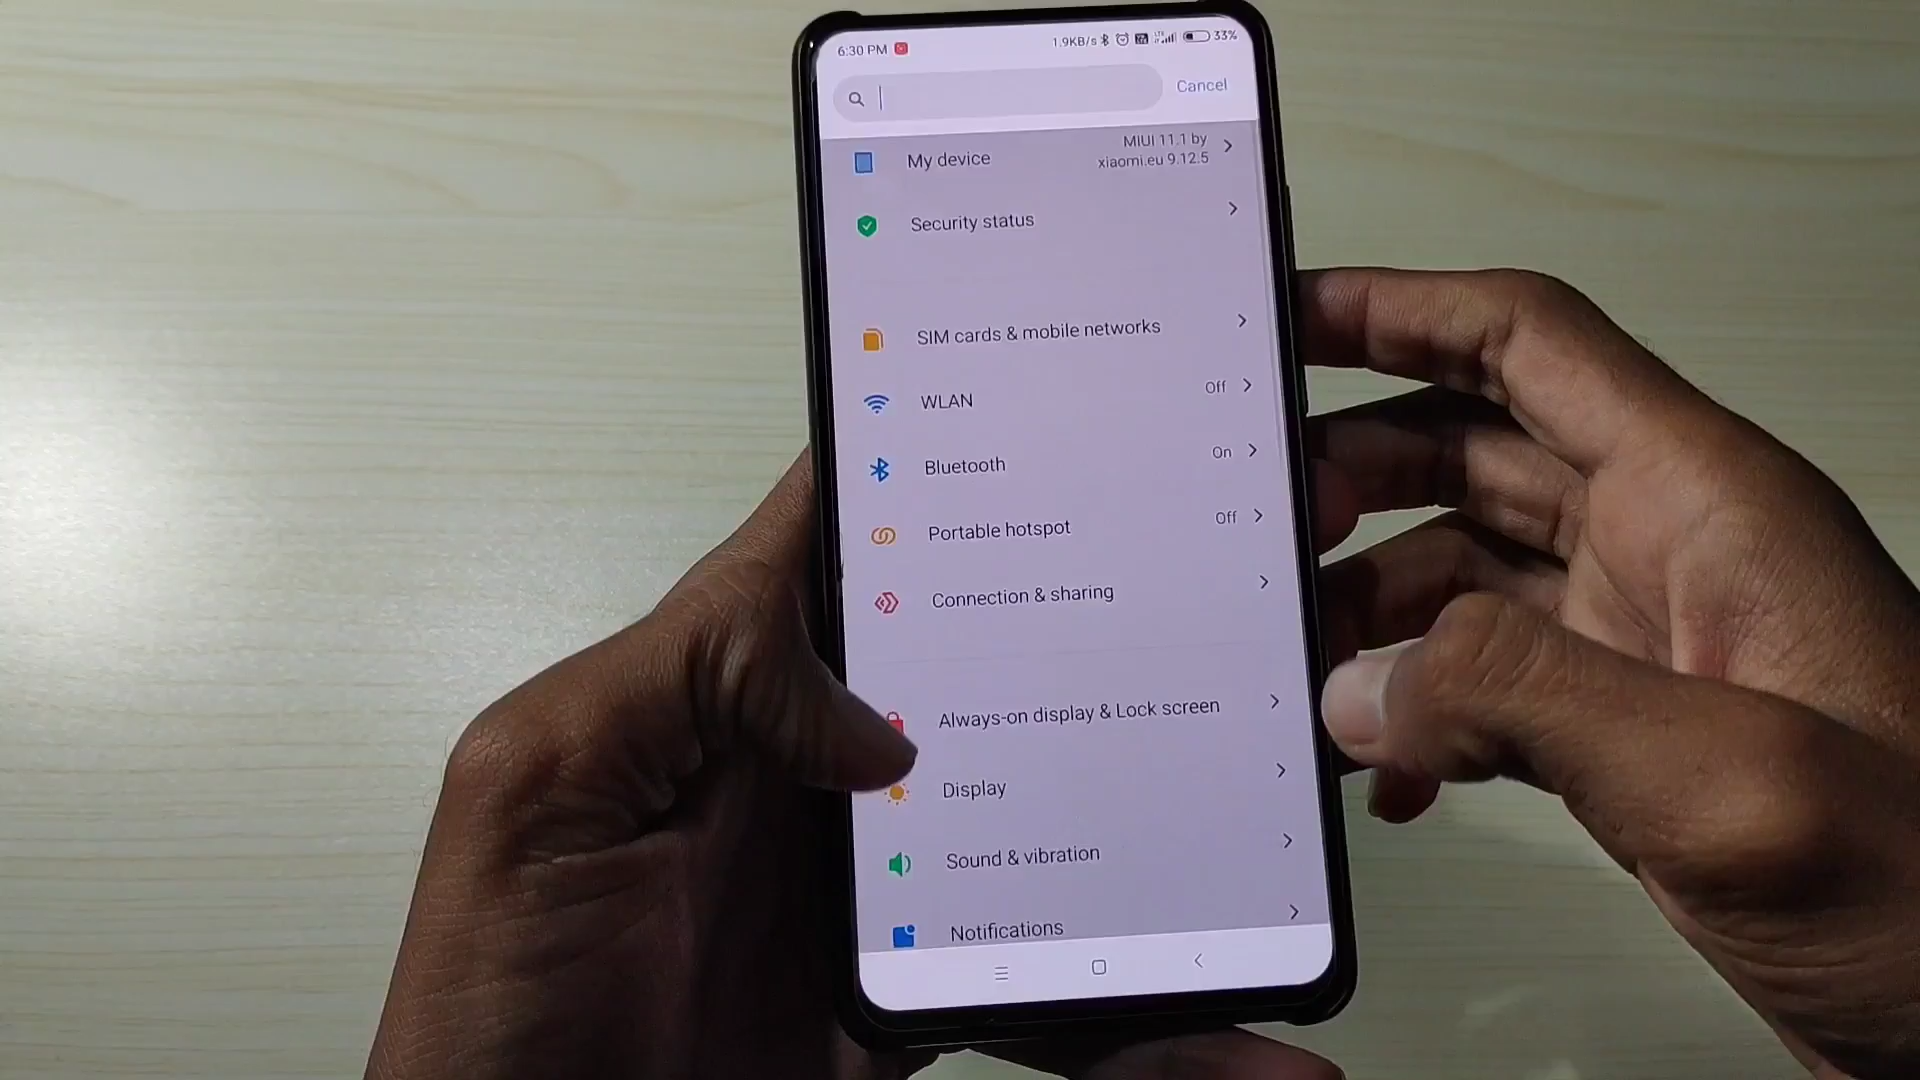 6:30 PM 1.9KB/s 33%
Cancel
My device MIUI 11.1 by
xiaomi.eu 9.12.5
Security status
SIM cards & mobile networks
WLAN Off
Bluetooth On
Portable hotspot Off
Connection & sharing
Always-on display & Lock screen
Display
Sound & vibration
Notifications